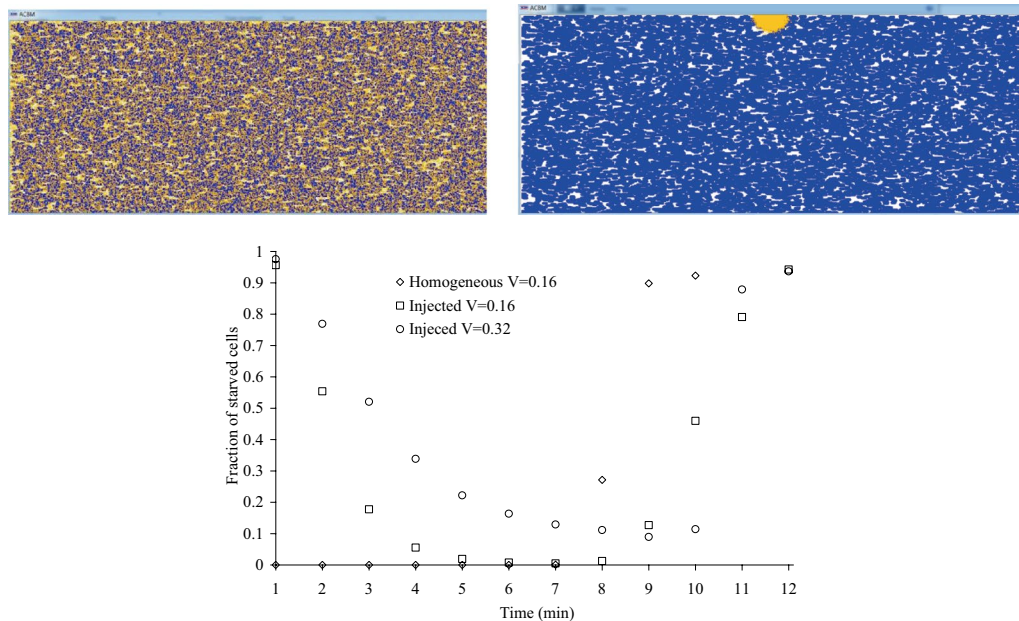 ACBM
ACBM
1
0.9
0.8
0.7
0.6
0.5
0.4
0.3
0.2
0.1
0
Fraction of starved cells
Homogeneous V=0.16
Injected V=0.16
Injeced V=0.32
1 2 3 4 5 6 7 8 9 10 11 12
Time (min)